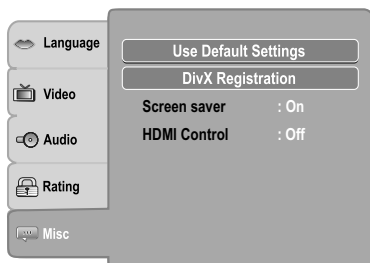 Language
Video
Audio
Rating
Misc
Use Default Settings
DivX Registration
Screen saver : On
HDMI Control : Off